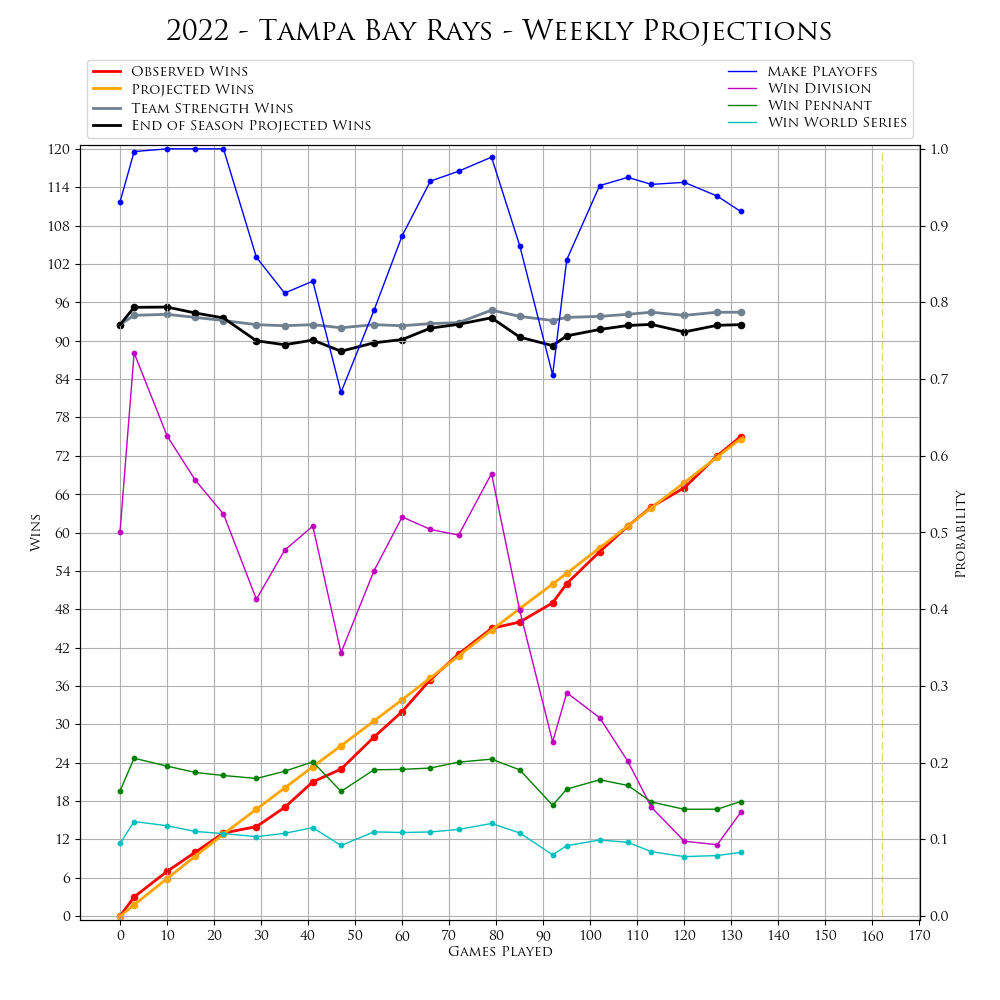 2022 - Tampa Bay Rays - Weekly Projections
Observed Wins
Projected Wins
Team Strength Wins
End of Season Projected Wins
Make Playoffs
Win Division
Win Pennant
Win World Series
120
114
108
102
96
90
84
78
72
66
60
54
48
42
36
30
24
18
12
6
0
Wins
1.0
0.9
0.8
0.7
0.6
0.5
0.4
0.3
0.2
0.1
0.0
Probability
0 10 20 30 40 50 60 70 80 90 100 110 120 130 140 150 160 170
Games Played